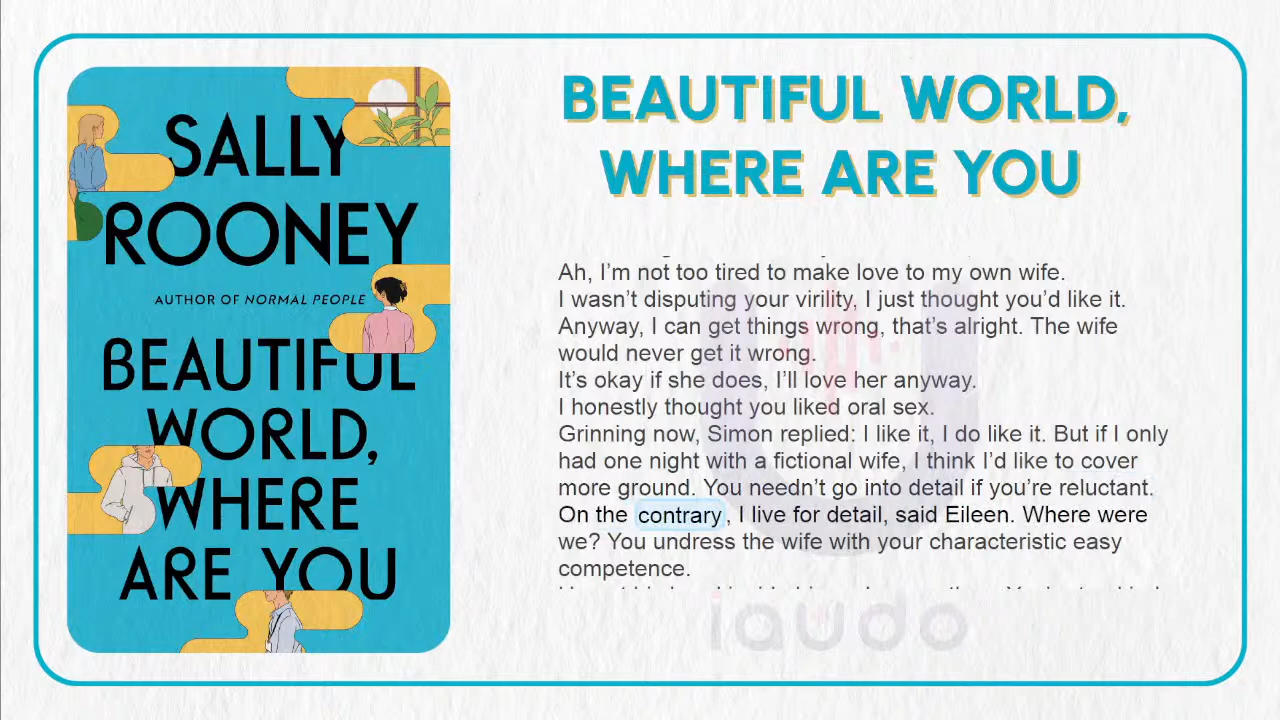 SALLY
ROONEY
AUTHOR OF NORMAL PEOPLE
BEAUTIFUL
WORLD,
WHERE
ARE YOU
BEAUTIFUL WORLD,
WHERE ARE YOU
Ah, I’m not too tired to make love to my own wife.
I wasn’t disputing your virility, I just thought you’d like it.
Anyway, I can get things wrong, that’s alright. The wife
would never get it wrong.
It’s okay if she does, I’ll love her anyway.
I honestly thought you liked oral sex.
Grinning now, Simon replied: I like it, I do like it. But if I only
had one night with a fictional wife, I think I’d like to cover
more ground. You needn’t go into detail if you’re reluctant.
On the contrary, I live for detail, said Eileen. Where were
we? You undress the wife with your characteristic easy
competence.
iaudo